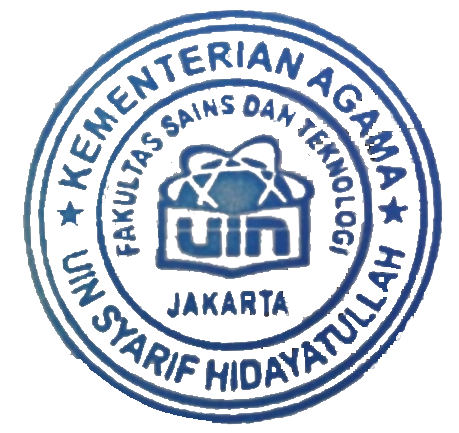 KEMENTERIAN AGAMA
FAKULTAS SAINS DAN TEKNOLOGI
UIN
JAKARTA
UIN SYARIF HIDAYATULLAH